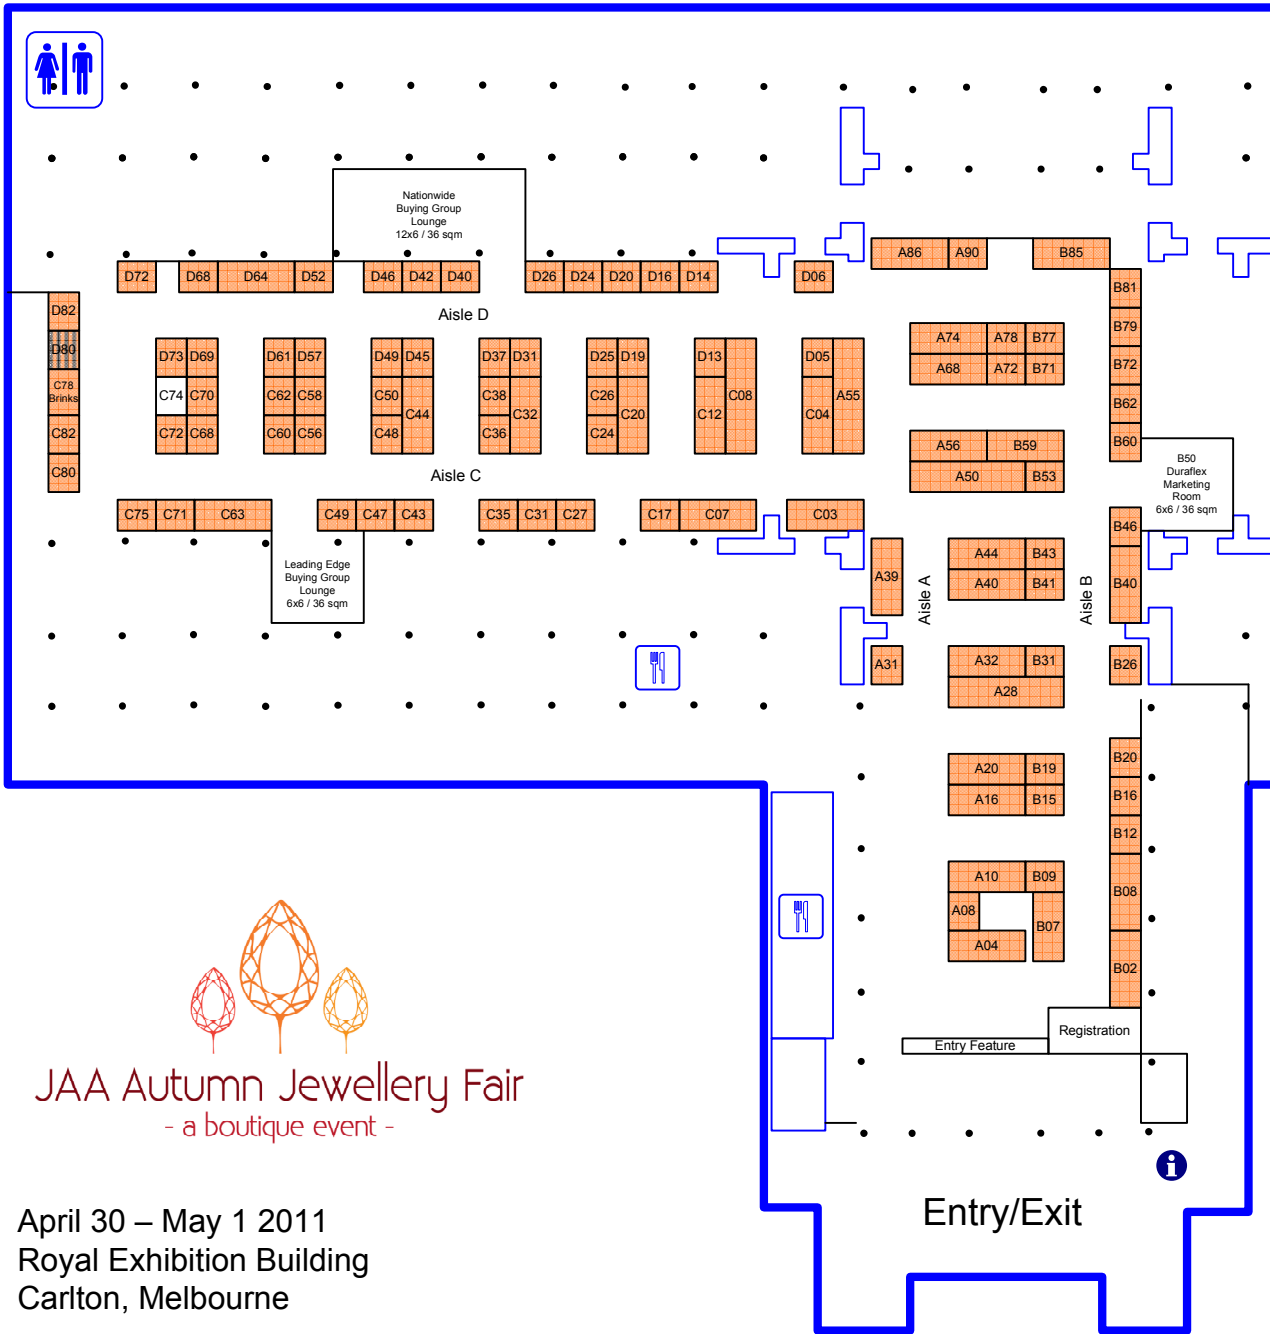 Nationwide
Buying Group
Lounge
12x6 / 36 sqm
A86 A90 B85
D72 D68 D64 D52 D46 D42 D40 D26 D24 D20 D16 D14 D06
B81
D82
Aisle D
B79
D80
D73 D69 D61 D57 D49 D45 D37 D31 D25 D19 D13 D05
A74 A78 B77
B72
A68 A72 B71
C78
Brinks
C74 C70 C62 C58 C50 C44 C38 C32 C26 C20 C12 C08 C04 A55
B62
C82
C72 C68 C60 C56 C48 C36 C24
B60
A56 B59
C80
Aisle C
A50 B53
B50
Duraflex
Marketing
Room
6x6 / 36 sqm
C75 C71 C63 C49 C47 C43 C35 C31 C27 C17 C07 C03
B46
A44 B43
Leading Edge
Buying Group
Lounge
6x6 / 36 sqm
A39
Aisle A
A40 B41
Aisle B
B40
A31
A32 B31
B26
A28
B20
A20 B19
B16
A16 B15
B12
A10 B09
B08
A08
B07
A04
B02
Registration
Entry Feature
JAA Autumn Jewellery Fair
- a boutique event -
i
Entry/Exit
April 30 – May 1 2011
Royal Exhibition Building
Carlton, Melbourne